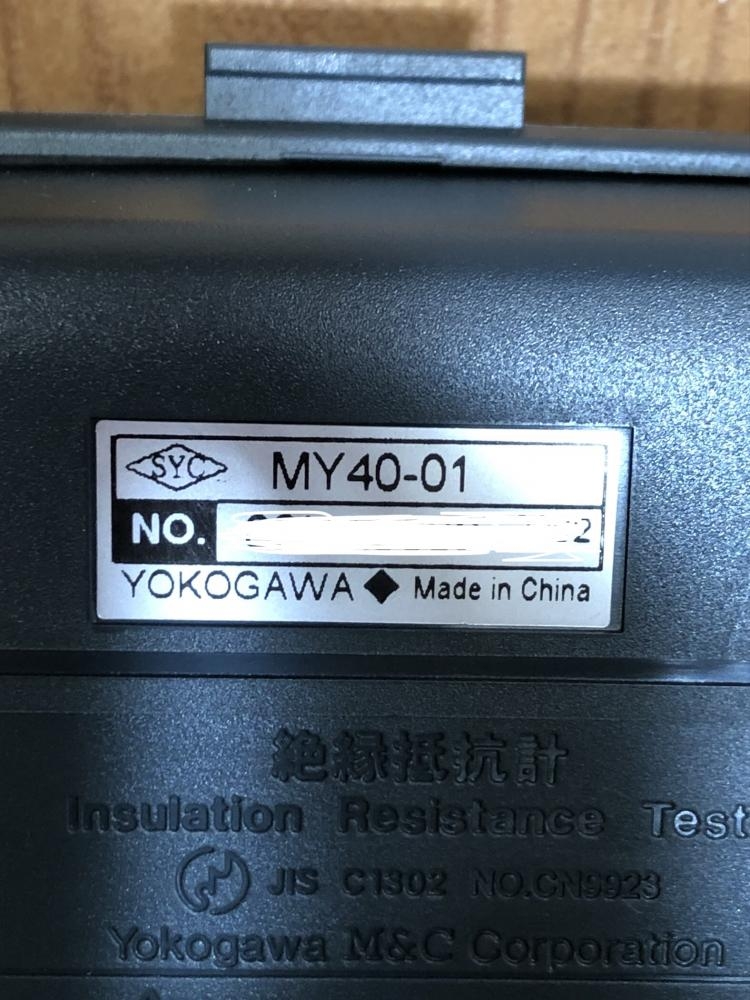 SYC MY40-01
NO. 2
YOKOGAWA ◆ Made in China
絶縁抵抗計
Insulation Resistance Test
JIS C1302 NO.CN9923
Yokogawa M&C Corporation